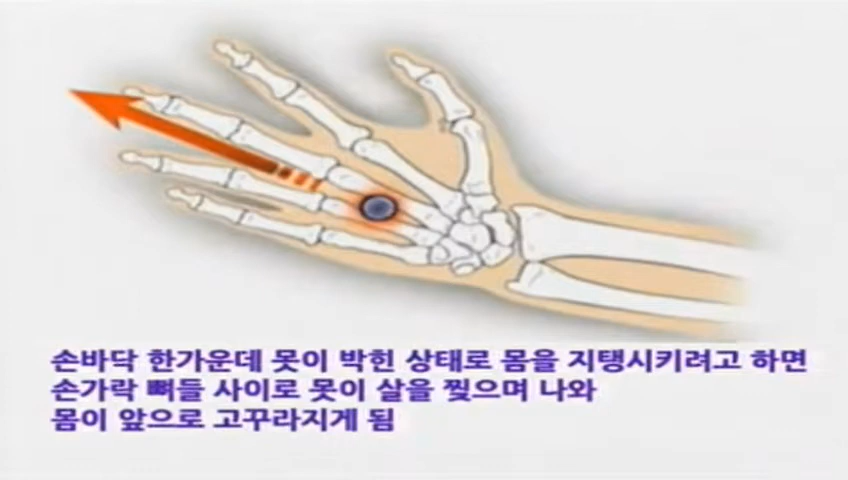 손바닥 한가운데 못이 박힌 상태로 몸을 지탱시키려고 하면
손가락 뼈들 사이로 못이 살을 찢으며 나와
몸이 앞으로 고꾸라지게 됨